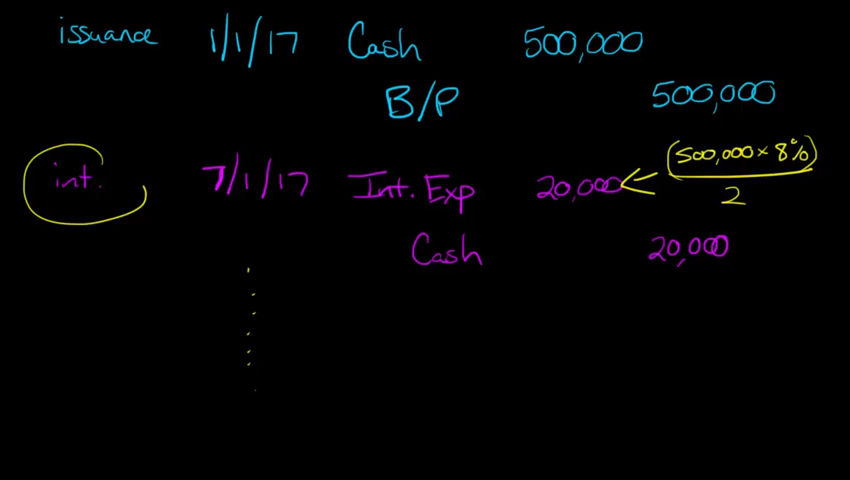 issuance 1/1/17 Cash 500,000
B/P 500,000
(500,000 × 8%)
int. 7/1/17 Int. Exp 20,000
2
Cash 20,000